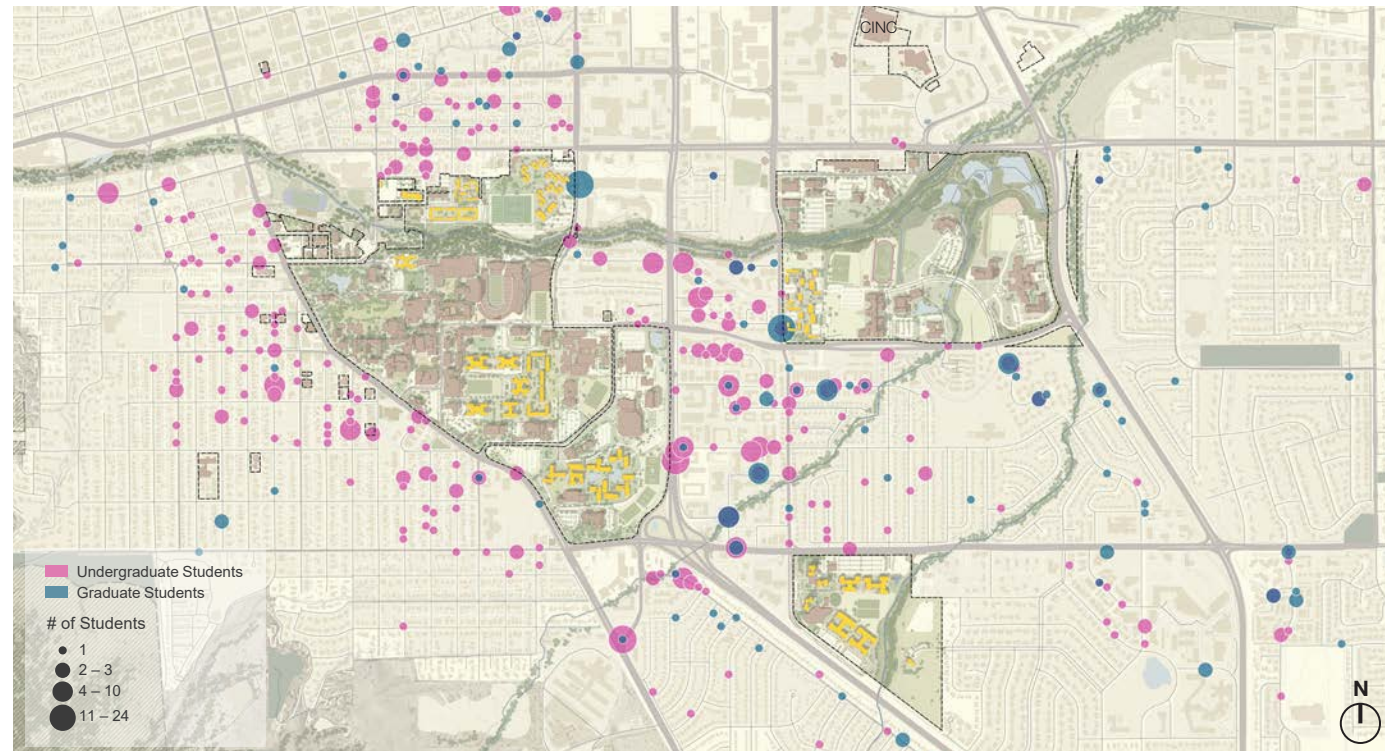 CINC
Undergraduate Students
Graduate Students
# of Students
1
2 – 3
4 – 10
11 – 24
N